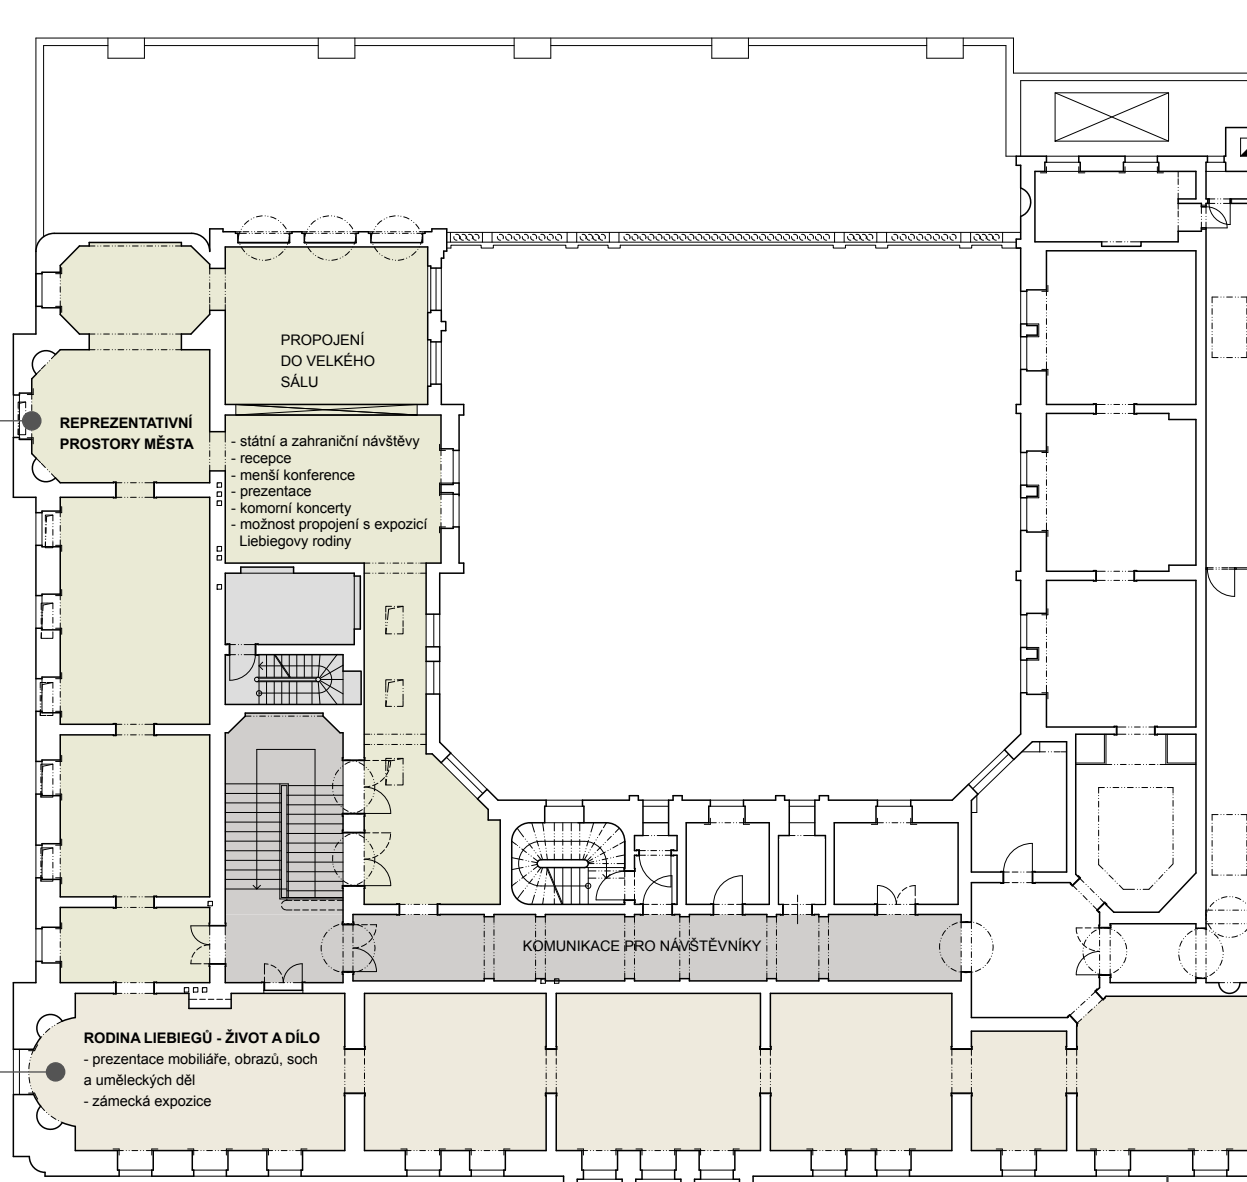 PROPOJENÍ
DO VELKÉHO
SÁLU
REPREZENTATIVNÍ
PROSTORY MĚSTA
- státní a zahraniční návštěvy
- recepce
- menší konference
- prezentace
- komorní koncerty
- možnost propojení s expozicí
Liebiegovy rodiny
KOMUNIKACE PRO NÁVŠTĚVNÍKY
RODINA LIEBIEGŮ - ŽIVOT A DÍLO
- prezentace mobiliáře, obrazů, soch
a uměleckých děl
- zámecká expozice